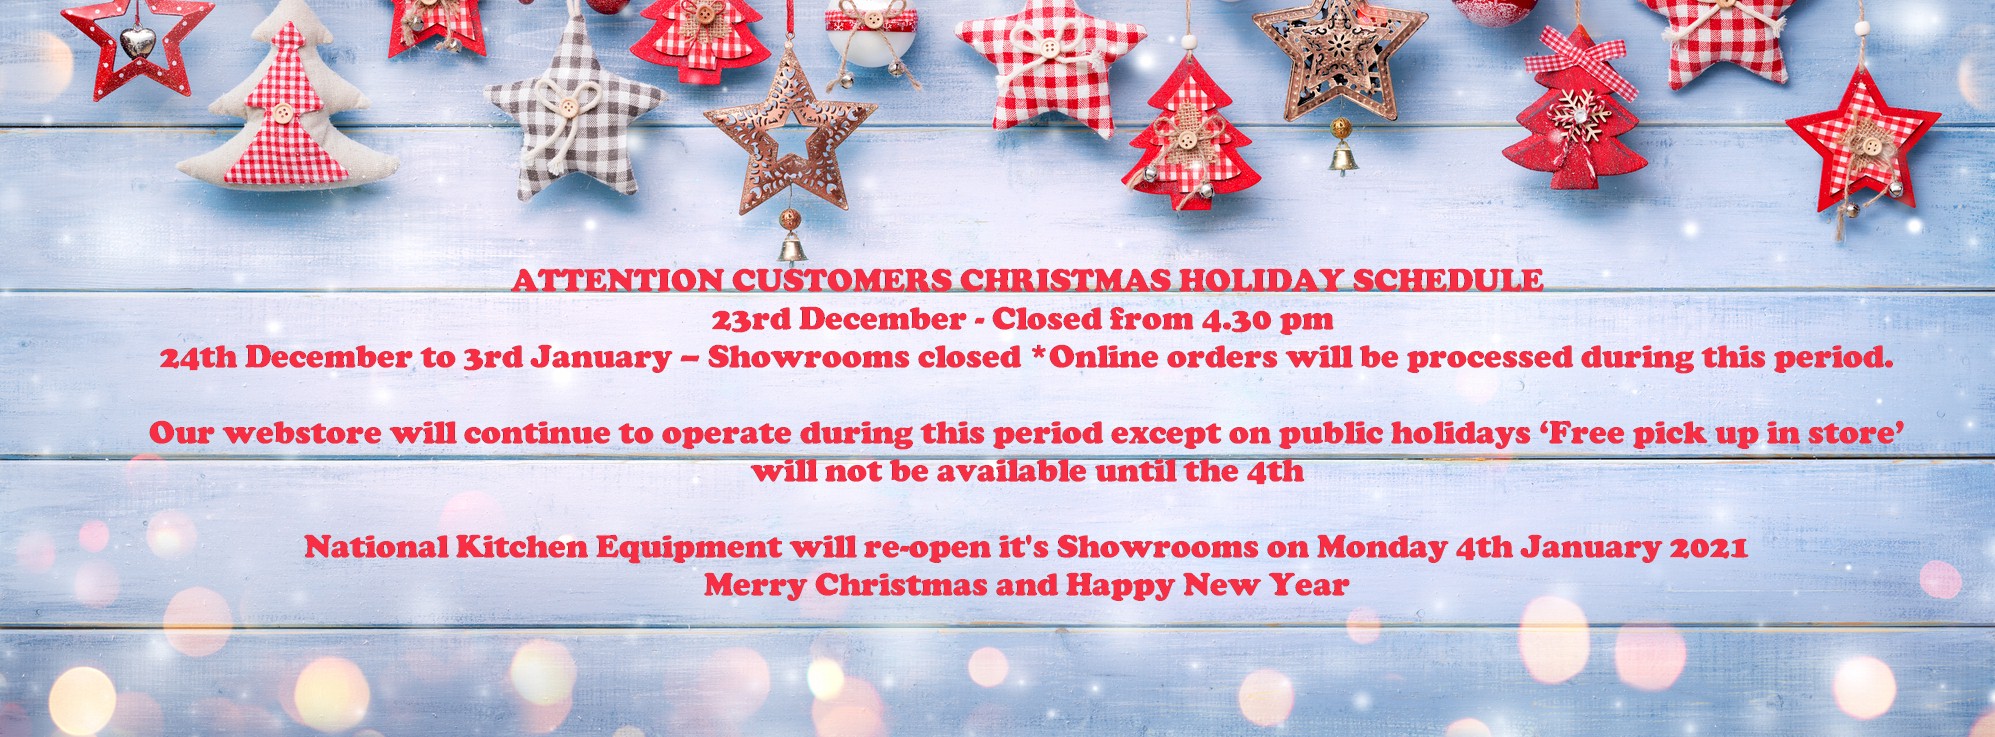 ATTENTION CUSTOMERS CHRISTMAS HOLIDAY SCHEDULE
23rd December - Closed from 4.30 pm
24th December to 3rd January – Showrooms closed *Online orders will be processed during this period.
Our webstore will continue to operate during this period except on public holidays ‘Free pick up in store’
will not be available until the 4th
National Kitchen Equipment will re-open it's Showrooms on Monday 4th January 2021
Merry Christmas and Happy New Year